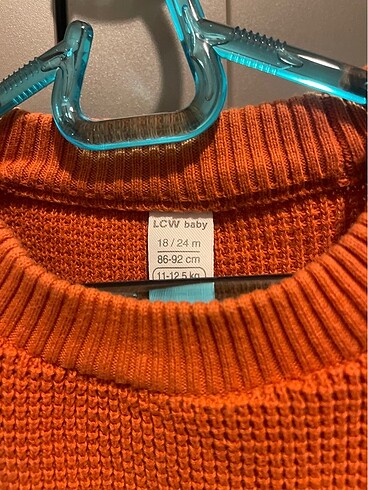 LCW baby
18 / 24 m
86-92 cm
11-12.5 kg